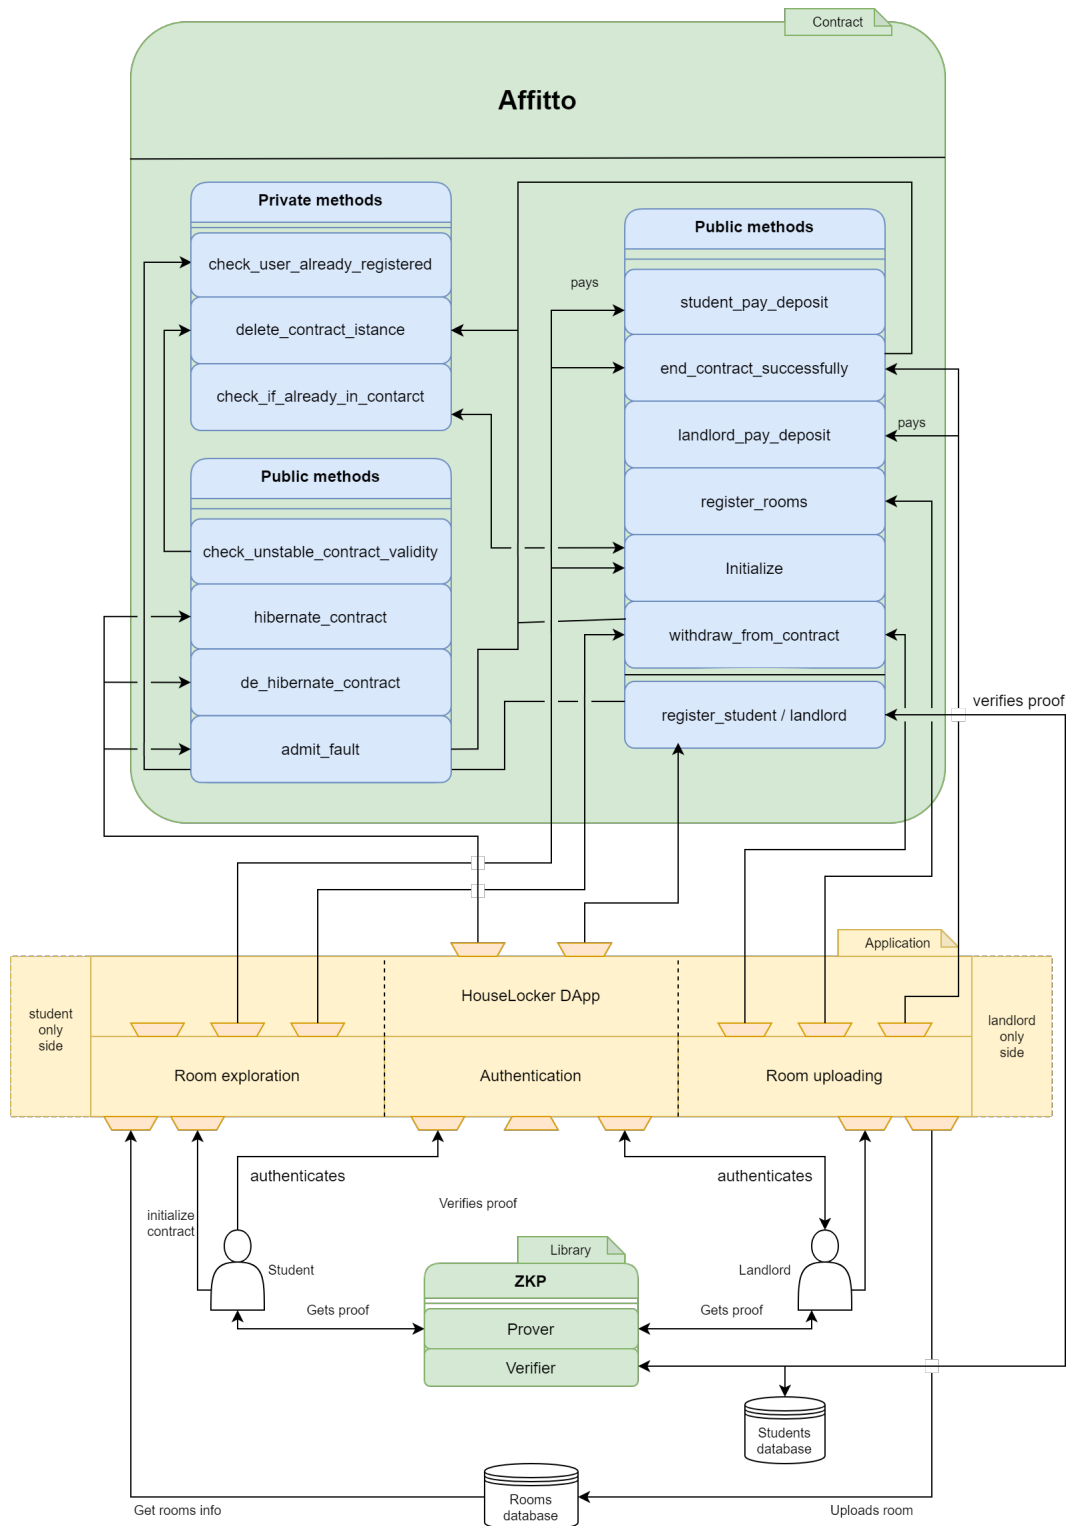 Contract
Affitto
Private methods
check_user_already_registered
delete_contract_istance
check_if_already_in_contarct
Public methods
check_unstable_contract_validity
hibernate_contract
de_hibernate_contract
admit_fault
pays
Public methods
student_pay_deposit
end_contract_successfully
landlord_pay_deposit
pays
register_rooms
Initialize
withdraw_from_contract
register_student / landlord
verifies proof
Application
student
only
side
HouseLocker DApp
landlord
only
side
Room exploration
Authentication
Room uploading
authenticates
authenticates
initialize
contract
Verifies proof
Student
Library
Landlord
ZKP
Gets proof
Prover
Gets proof
Verifier
Students
database
Get rooms info
Rooms
database
Uploads room